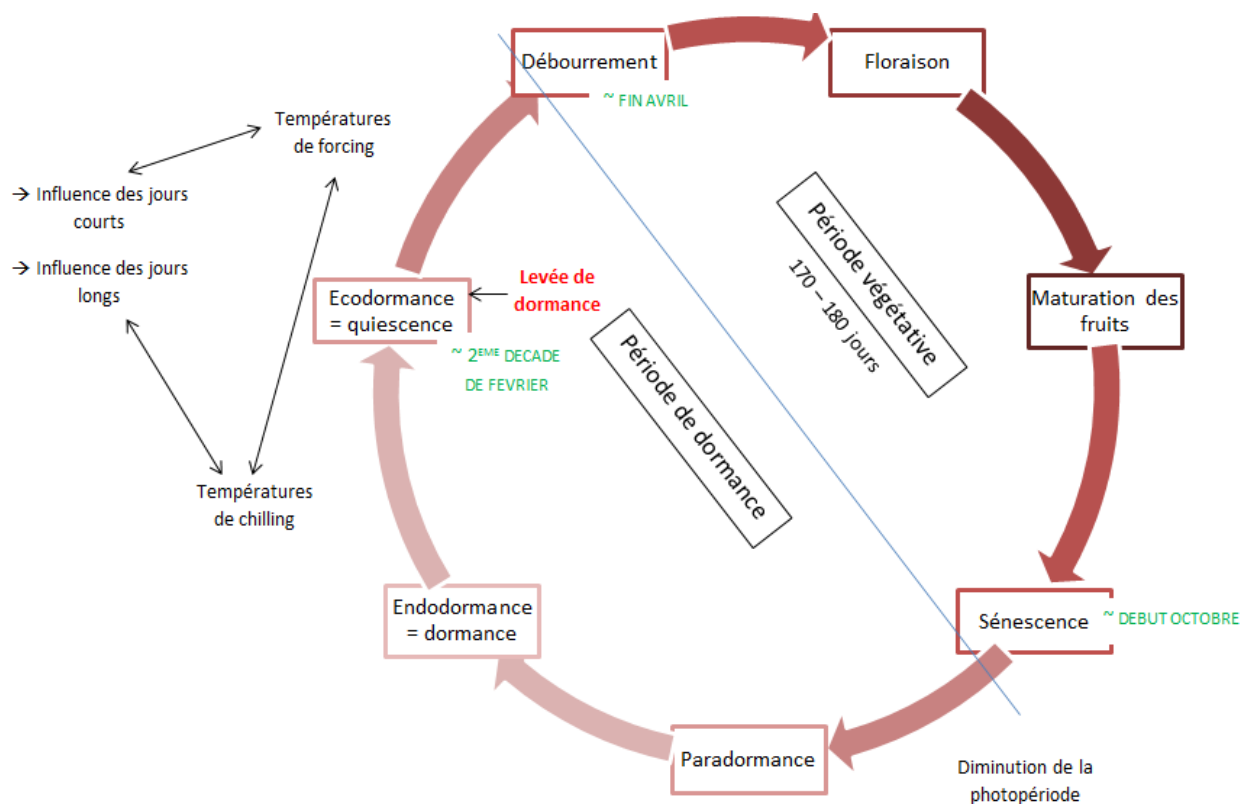 Débourrement
~ FIN AVRIL
Floraison
Températures
de forcing
→ Influence des jours
courts
→ Influence des jours
longs
Températures
de chilling
Ecodormance
= quiescence
Levée de
dormance
~ 2EME DECADE
DE FEVRIER
Période végétative
170 – 180 jours
Période de dormance
Maturation des
fruits
Endodormance
= dormance
Sénescence
~ DEBUT OCTOBRE
Paradormance
Diminution de la
photopériode